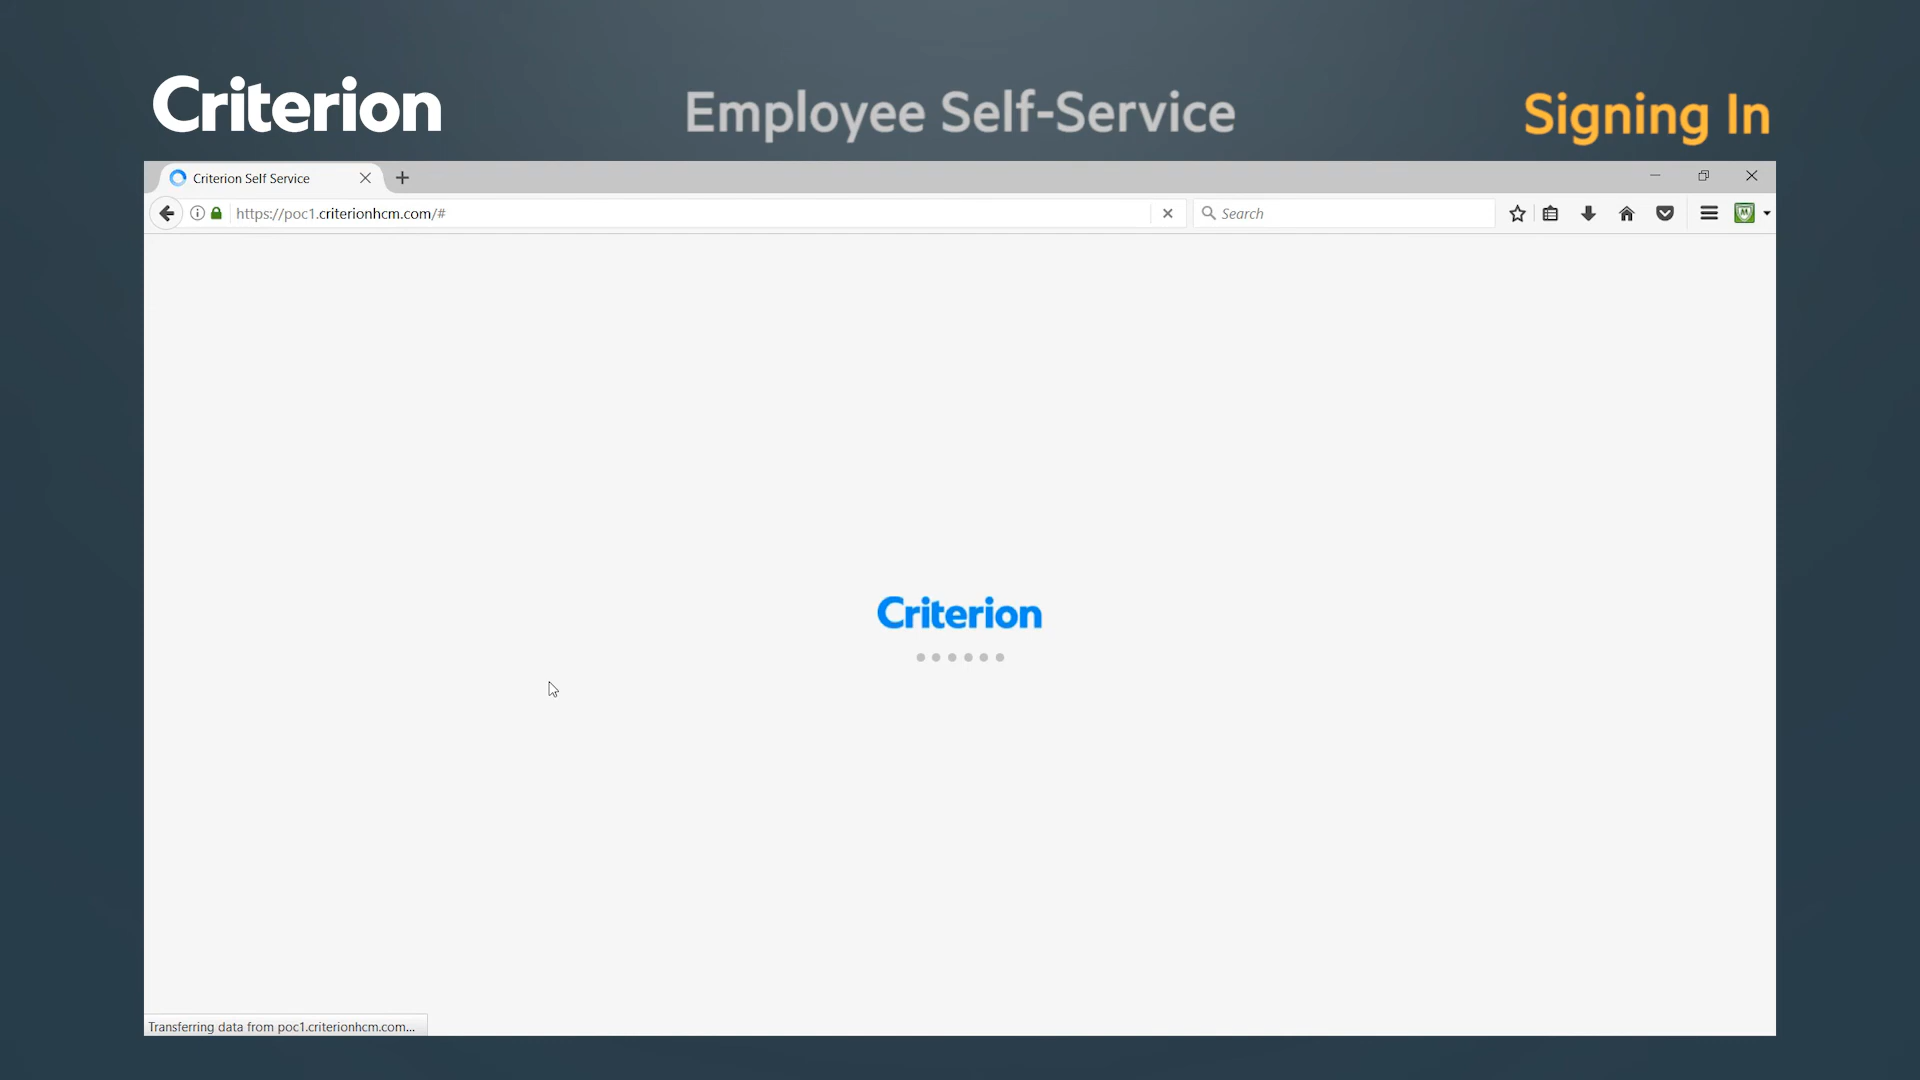 Criterion
Employee Self-Service
Signing In
Criterion Self Service
https://poc1.criterionhcm.com/#
Search
Criterion
Transferring data from poc1.criterionhcm.com...